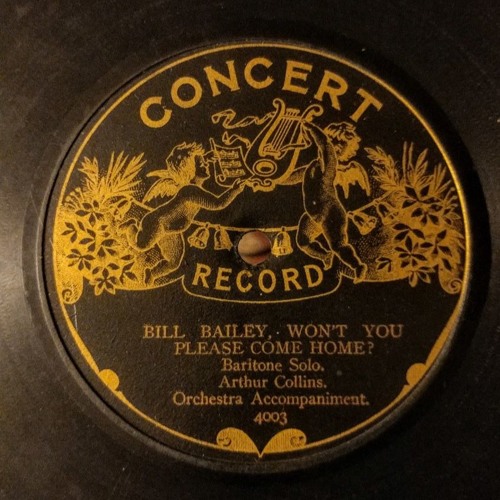 CONCERT
RECORD
BILL BAILEY, WON'T YOU
PLEASE COME HOME?
Baritone Solo.
Arthur Collins.
Orchestra Accompaniment.
4003